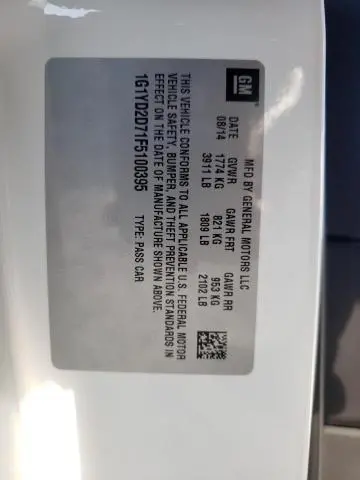 GM
MFD BY GENERAL MOTORS LLC
DATE GVWR GAWR FRT GAWR RR
08/14 1774 KG 821 KG 953 KG
3911 LB 1809 LB 2102 LB
THIS VEHICLE CONFORMS TO ALL APPLICABLE U.S. FEDERAL MOTOR
VEHICLE SAFETY, BUMPER, AND THEFT PREVENTION STANDARDS IN
EFFECT ON THE DATE OF MANUFACTURE SHOWN ABOVE.
1G1YD2D71F5100395 TYPE: PASS CAR